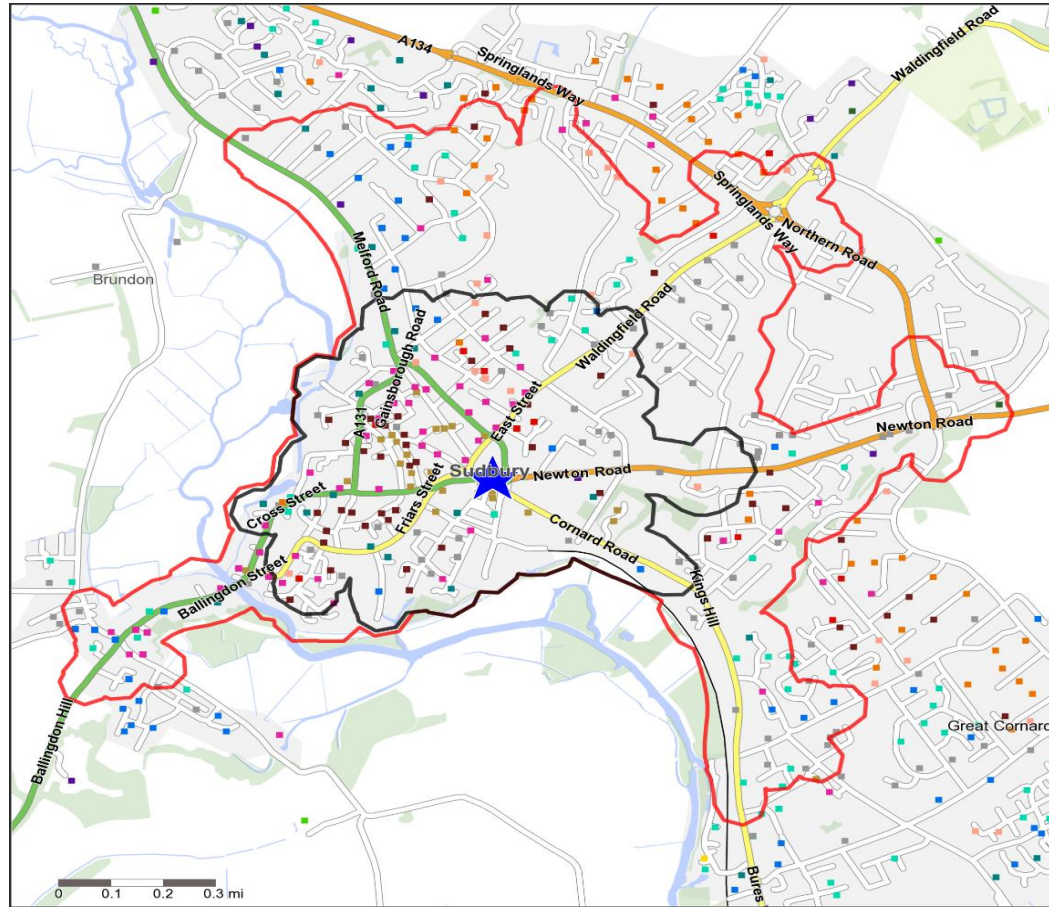 A134
Springlands Way
Waldingfield Road
Springlands Way
Northern Road
Brundon
Melford Road
Gainsborough Road
Waldingfield Road
A131
East Street
Newton Road
Sudbury
Newton Road
Cross Street
Friars Street
Cornard Road
Ballingdon Street
Kings Hill
Ballingdon Hill
Great Cornard
Bures
0 0.1 0.2 0.3 mi